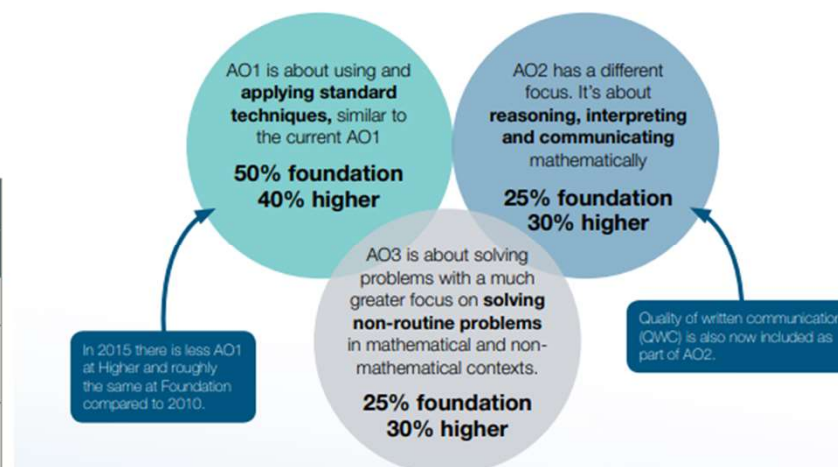 AO1 is about using and
applying standard
techniques, similar to
the current AO1
50% foundation
40% higher
AO2 has a different
focus. It's about
reasoning, interpreting
and communicating
mathematically
25% foundation
30% higher
AO3 is about solving
problems with a much
greater focus on solving
non-routine problems
in mathematical and non-
mathematical contexts.
25% foundation
30% higher
In 2015 there is less AO1
at Higher and roughly
the same at Foundation
compared to 2010.
Quality of written communication
(QWC) is also now included as
part of AO2.